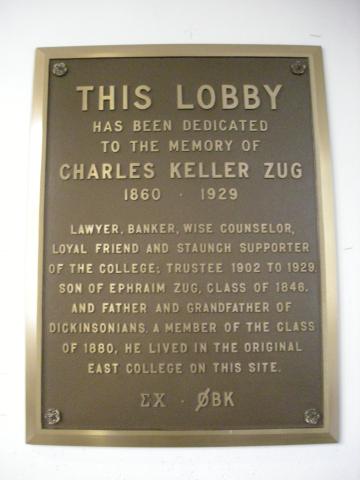 THIS LOBBY
HAS BEEN DEDICATED
TO THE MEMORY OF
CHARLES KELLER ZUG
1860 · 1929
LAWYER, BANKER, WISE COUNSELOR,
LOYAL FRIEND AND STAUNCH SUPPORTER
OF THE COLLEGE; TRUSTEE 1902 TO 1929.
SON OF EPHRAIM ZUG, CLASS OF 1846.
AND FATHER AND GRANDFATHER OF
DICKINSONIANS. A MEMBER OF THE CLASS
OF 1880, HE LIVED IN THE ORIGINAL
EAST COLLEGE ON THIS SITE.
ΣΧ · ØBK